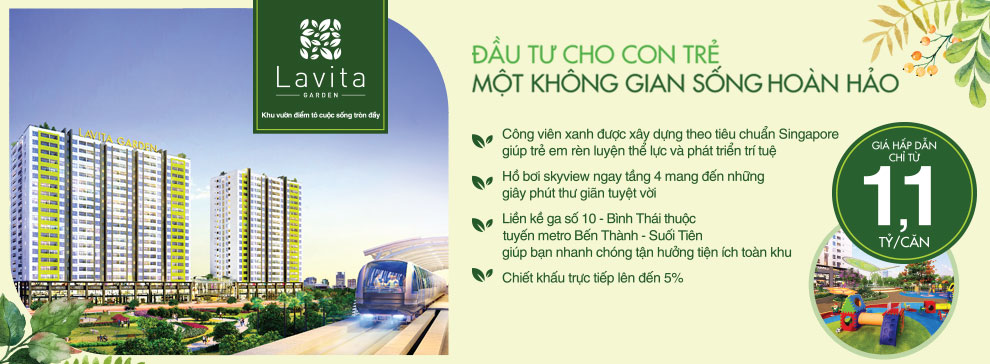 Lavita
GARDEN
Khu vườn điểm tô cuộc sống tròn đầy
LAVITA GARDEN
ĐẦU TƯ CHO CON TRẺ
MỘT KHÔNG GIAN SỐNG HOÀN HẢO
Công viên xanh được xây dựng theo tiêu chuẩn Singapore
giúp trẻ em rèn luyện thể lực và phát triển trí tuệ
Hồ bơi skyview ngay tầng 4 mang đến những
giây phút thư giãn tuyệt vời
Liền kề ga số 10 - Bình Thái thuộc
tuyến metro Bến Thành - Suối Tiên
giúp bạn nhanh chóng tận hưởng tiện ích toàn khu
Chiết khấu trực tiếp lên đến 5%
GIÁ HẤP DẪN
CHỈ TỪ
1,1
TỶ/CĂN